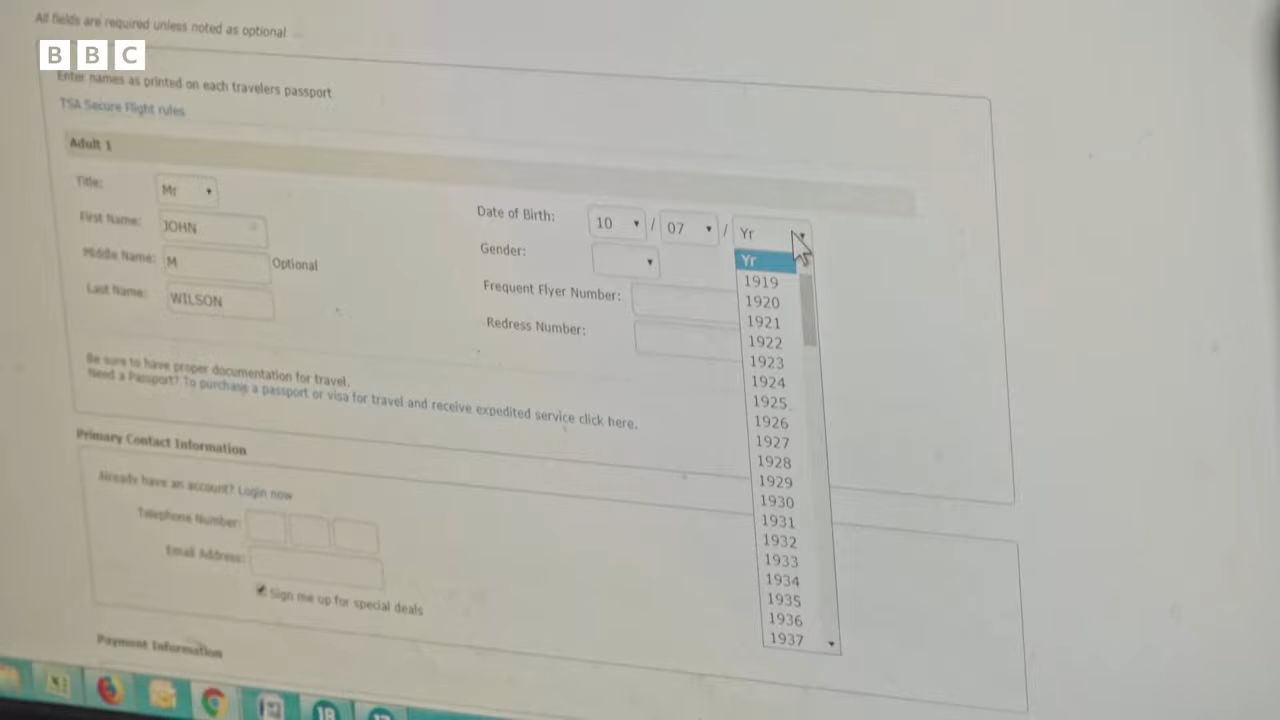 All fields are required unless noted as optional
BBC
Enter names as printed on each travelers passport
TSA Secure Flight rules
Adult 1
Title: Mr
First Name: JOHN
Middle Name: M Optional
Last Name: WILSON
Date of Birth: 10 / 07 / Yr
Gender:
Frequent Flyer Number:
Redress Number:
Yr
1919
1920
1921
1922
1923
1924
1925
1926
1927
1928
1929
1930
1931
1932
1933
1934
1935
1936
1937
Be sure to have proper documentation for travel.
Need a Passport? To purchase a passport or visa for travel and receive expedited service click here.
Primary Contact Information
Already have an account? Login now
Telephone Number:
Email Address:
Sign me up for special deals
Payment Information
18